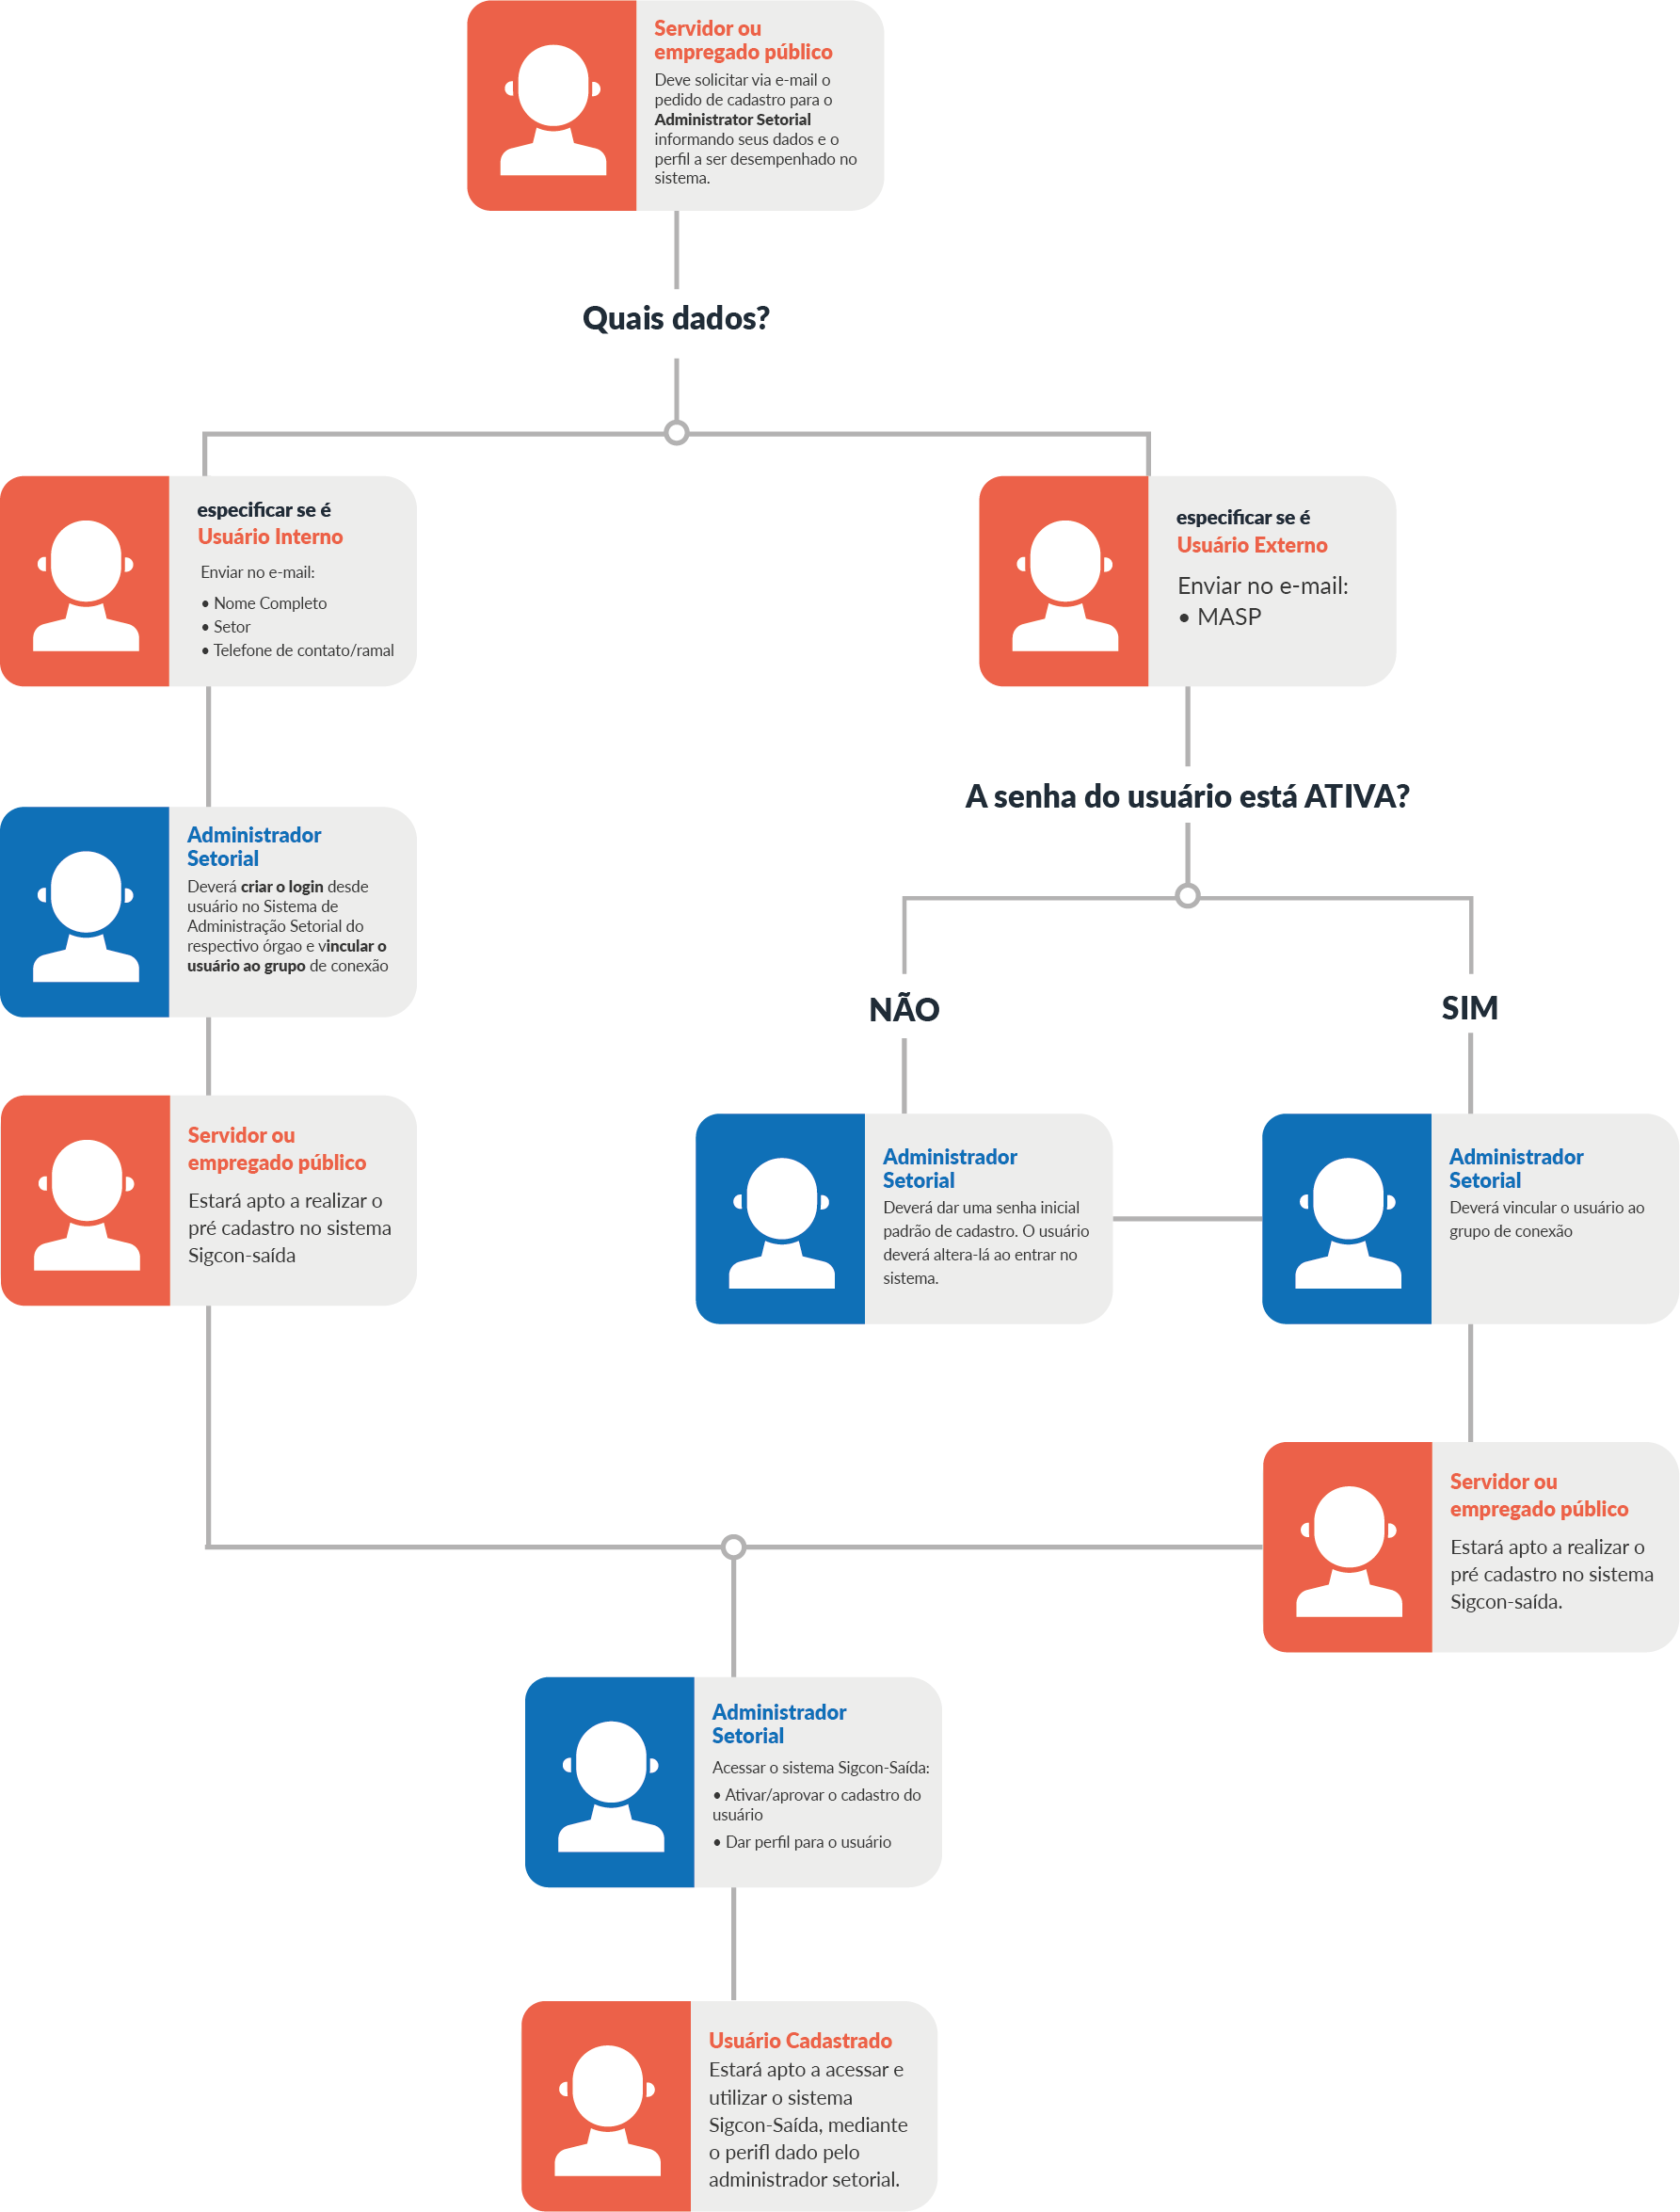 Servidor ou
empregado público
Deve solicitar via e-mail o
pedido de cadastro para o
Administrator Setorial
informando seus dados e o
perfil a ser desempenhado no
sistema.
Quais dados?
especificar se é
Usuário Interno
Enviar no e-mail:
• Nome Completo
• Setor
• Telefone de contato/ramal
especificar se é
Usuário Externo
Enviar no e-mail:
• MASP
Administrador
Setorial
Deverá criar o login desde
usuário no Sistema de
Administração Setorial do
respectivo órgao e vincular o
usuário ao grupo de conexão
A senha do usuário está ATIVA?
NÃO
SIM
Servidor ou
empregado público
Estará apto a realizar o
pré cadastro no sistema
Sigcon-saída
Administrador
Setorial
Deverá dar uma senha inicial
padrão de cadastro. O usuário
deverá altera-lá ao entrar no
sistema.
Administrador
Setorial
Deverá vincular o usuário ao
grupo de conexão
Servidor ou
empregado público
Estará apto a realizar o
pré cadastro no sistema
Sigcon-saída.
Administrador
Setorial
Acessar o sistema Sigcon-Saída:
• Ativar/aprovar o cadastro do
usuário
• Dar perfil para o usuário
Usuário Cadastrado
Estará apto a acessar e
utilizar o sistema
Sigcon-Saída, mediante
o perifl dado pelo
administrador setorial.